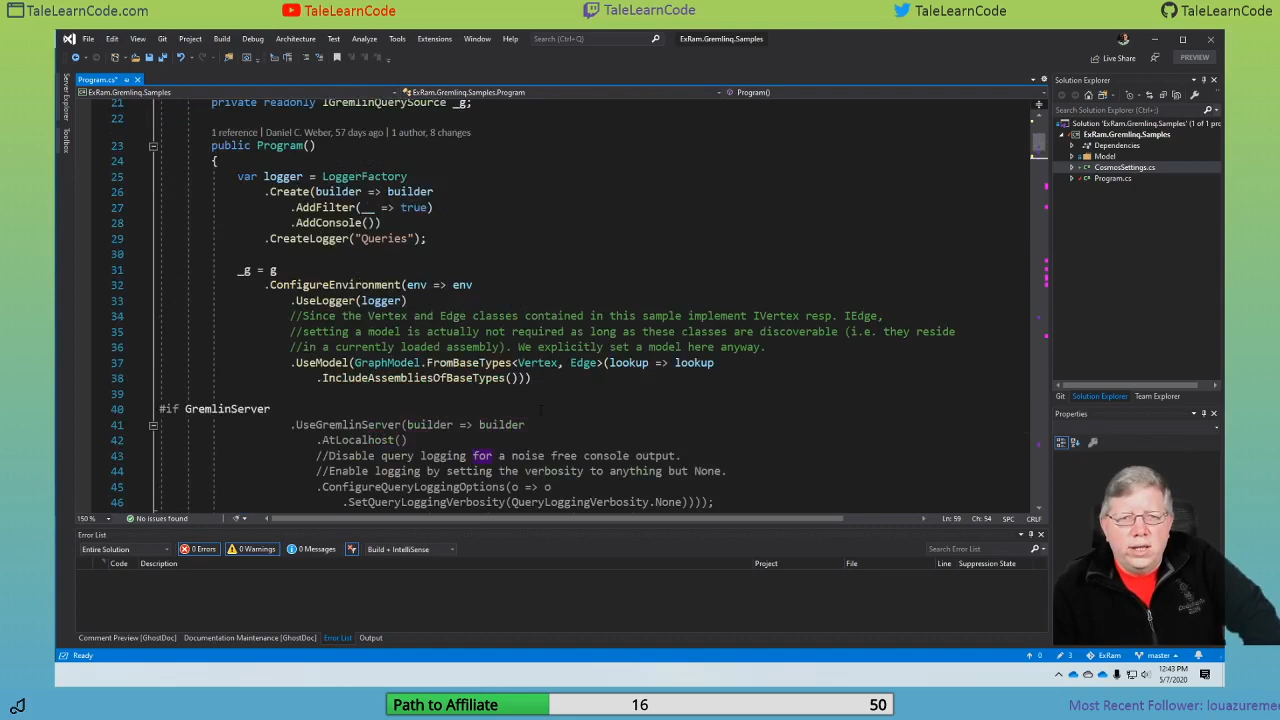 TaleLearnCode.com
TaleLearnCode
TaleLearnCode
TaleLearnCode
TaleLearnCode
File Edit View Git Project Build Debug Architecture Test Analyze Tools Extensions Window Help Search (Ctrl+Q) ExRam.Gremlinq.Samples
Live Share PREVIEW
Server Explorer
Toolbox
Program.cs*
ExRam.Gremlinq.Samples ExRam.Gremlinq.Samples.Program Program()
21 private readonly IGremlinQuerySource _g;
22
1 reference | Daniel C. Weber, 57 days ago | 1 author, 8 changes
23 public Program()
24 {
25 var logger = LoggerFactory
26 .Create(builder => builder
27 .AddFilter(__ => true)
28 .AddConsole())
29 .CreateLogger("Queries");
30
31 _g = g
32 .ConfigureEnvironment(env => env
33 .UseLogger(logger)
34 //Since the Vertex and Edge classes contained in this sample implement IVertex resp. IEdge,
35 //setting a model is actually not required as long as these classes are discoverable (i.e. they reside
36 //in a currently loaded assembly). We explicitly set a model here anyway.
37 .UseModel(GraphModel.FromBaseTypes<Vertex, Edge>(lookup => lookup
38 .IncludeAssembliesOfBaseTypes()))
39
40 #if GremlinServer
41 .UseGremlinServer(builder => builder
42 .AtLocalhost()
43 //Disable query logging for a noise free console output.
44 //Enable logging by setting the verbosity to anything but None.
45 .ConfigureQueryLoggingOptions(o => o
46 .SetQueryLoggingVerbosity(QueryLoggingVerbosity.None))));
150 % No issues found Ln: 59 Ch: 54 SPC CRLF
Solution Explorer
Search Solution Explorer (Ctrl+;)
Solution 'ExRam.Gremlinq.Samples' (1 of 1 pr
ExRam.Gremlinq.Samples
Dependencies
Model
CosmosSettings.cs
Program.cs
Git Solution Explorer Team Explorer
Properties
Error List
Entire Solution 0 Errors 0 Warnings 0 Messages Build + IntelliSense Search Error List
Code Description Project File Line Suppression State
Comment Preview [GhostDoc] Documentation Maintenance [GhostDoc] Error List Output
Ready 0 3 ExRam master
12:43 PM
5/7/2020
Path to Affiliate 16 50
Most Recent Follower: louazureme